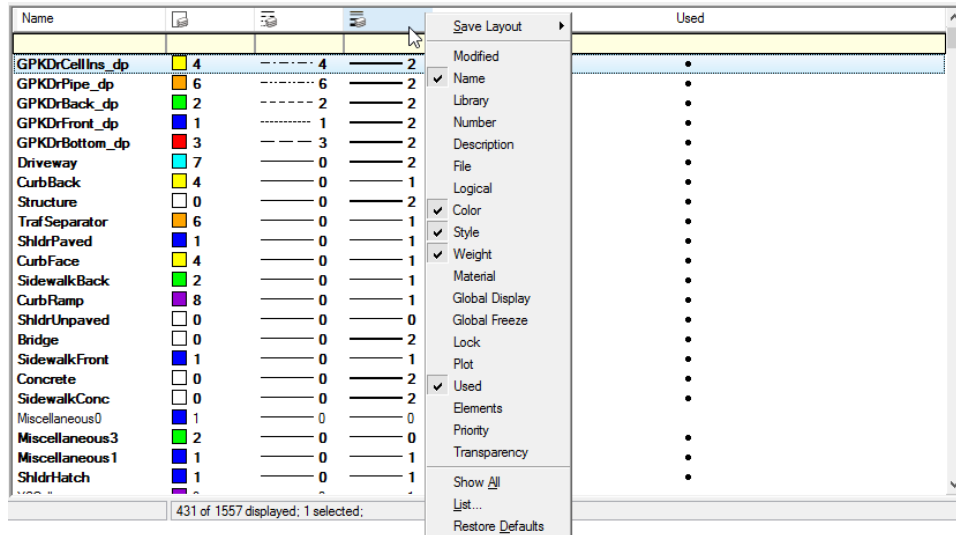 Name Used
GPKDrCellIns_dp 4 4 2
GPKDrPipe_dp 6 6 2
GPKDrBack_dp 2 2 2
GPKDrFront_dp 1 1 2
GPKDrBottom_dp 3 3 2
Driveway 7 0 2
CurbBack 4 0 1
Structure 0 0 2
TrafSeparator 6 0 1
ShldrPaved 1 0 1
CurbFace 4 0 1
SidewalkBack 2 0 1
CurbRamp 8 0 1
ShldrUnpaved 0 0 0
Bridge 0 0 2
SidewalkFront 1 0 1
Concrete 0 0 2
SidewalkConc 0 0 2
Miscellaneous0 1 0 0
Miscellaneous3 2 0 0
Miscellaneous1 1 0 1
ShldrHatch 1 0 1
431 of 1557 displayed; 1 selected;
Save Layout
Modified
Name
Library
Number
Description
File
Logical
Color
Style
Weight
Material
Global Display
Global Freeze
Lock
Plot
Used
Elements
Priority
Transparency
Show All
List...
Restore Defaults